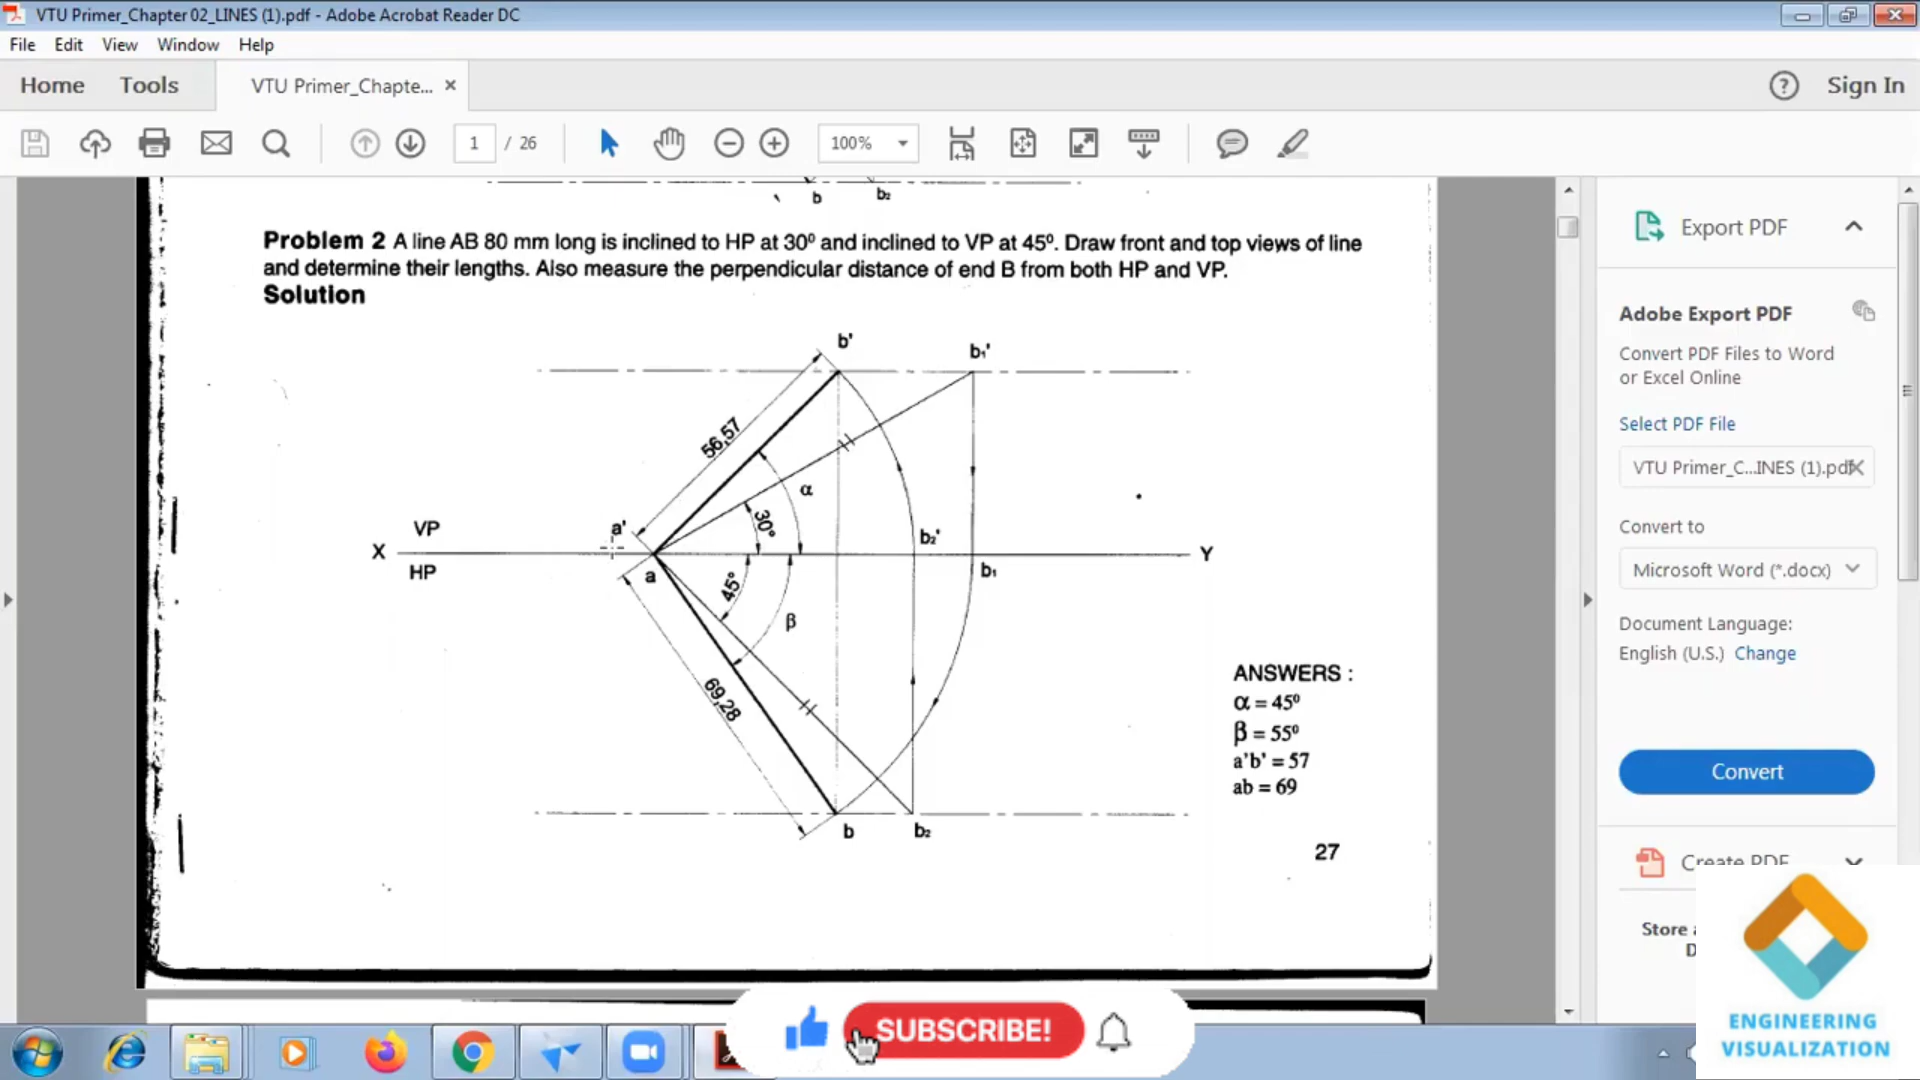 VTU Primer_Chapter 02_LINES (1).pdf - Adobe Acrobat Reader DC
File Edit View Window Help
Home Tools VTU Primer_Chapte... × Sign In
1 / 26 100%
b b₂
Problem 2 A line AB 80 mm long is inclined to HP at 30⁰ and inclined to VP at 45⁰. Draw front and top views of line
and determine their lengths. Also measure the perpendicular distance of end B from both HP and VP.
Solution
b' b₁'
56,57
α
30°
VP a' b₂'
X Y
HP a b₁
45°
β
69,28
b b₂
ANSWERS :
α = 45⁰
β = 55⁰
a'b' = 57
ab = 69
27
Export PDF
Adobe Export PDF
Convert PDF Files to Word
or Excel Online
Select PDF File
VTU Primer_C...INES (1).pdf
Convert to
Microsoft Word (*.docx)
Document Language:
English (U.S.) Change
Convert
Create PDF
Store
SUBSCRIBE!
ENGINEERING
VISUALIZATION